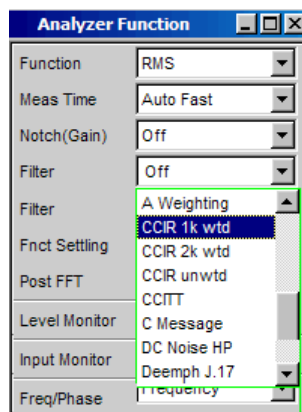 Analyzer Function
Function RMS
Meas Time Auto Fast
Notch(Gain) Off
Filter Off
Filter A Weighting
CCIR 1k wtd
Fnct Settling CCIR 2k wtd
CCIR unwtd
Post FFT CCITT
Level Monitor C Message
Input Monitor DC Noise HP
Deemph J.17
Freq/Phase Frequency